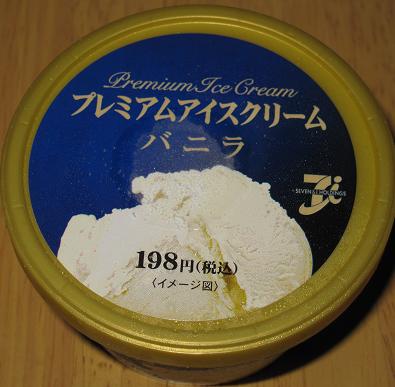 Premium Ice Cream
プレミアムアイスクリーム
バニラ
7i
SEVEN&i HOLDINGS
198円(税込)
〈イメージ図〉